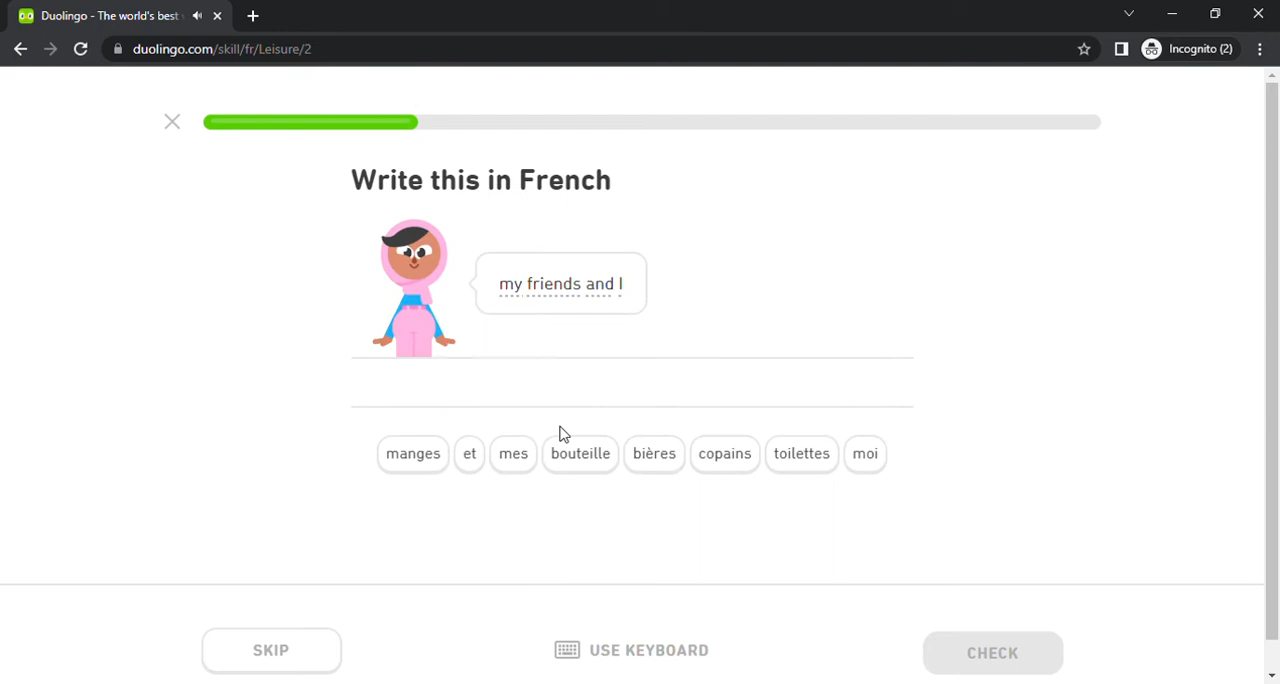 Duolingo - The world's best
duolingo.com/skill/fr/Leisure/2
Incognito (2)
Write this in French
my friends and I
manges et mes bouteille bières copains toilettes moi
SKIP
USE KEYBOARD
CHECK